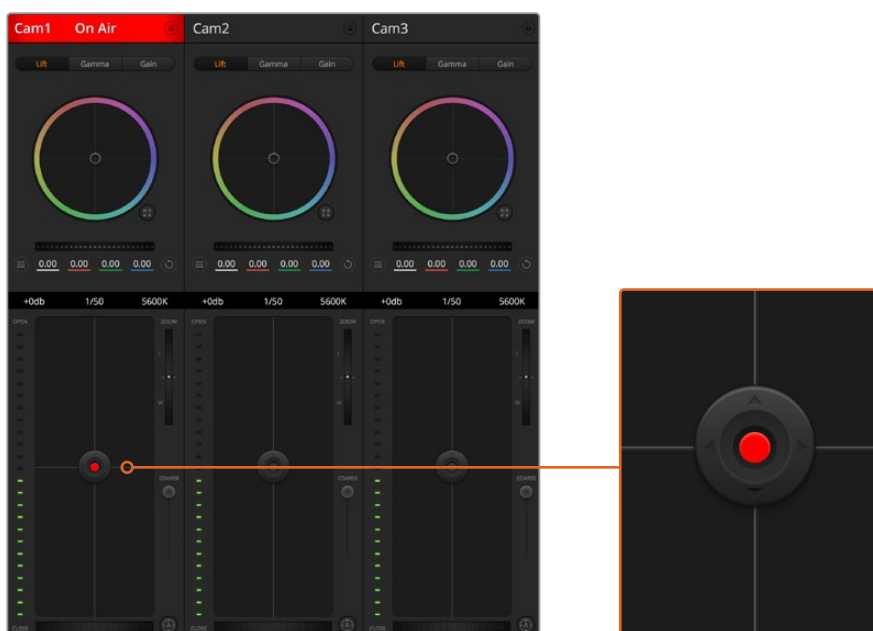 Cam1 On Air Cam2 Cam3
Lift Gamma Gain Lift Gamma Gain Lift Gamma Gain
0.00 0.00 0.00 0.00 0.00 0.00 0.00 0.00 0.00 0.00 0.00 0.00
+0db 1/50 5600K +0db 1/50 5600K +0db 1/50 5600K
OPEN ZOOM OPEN ZOOM OPEN ZOOM
T T T
W W W
COARSE COARSE COARSE
CLOSE CLOSE CLOSE